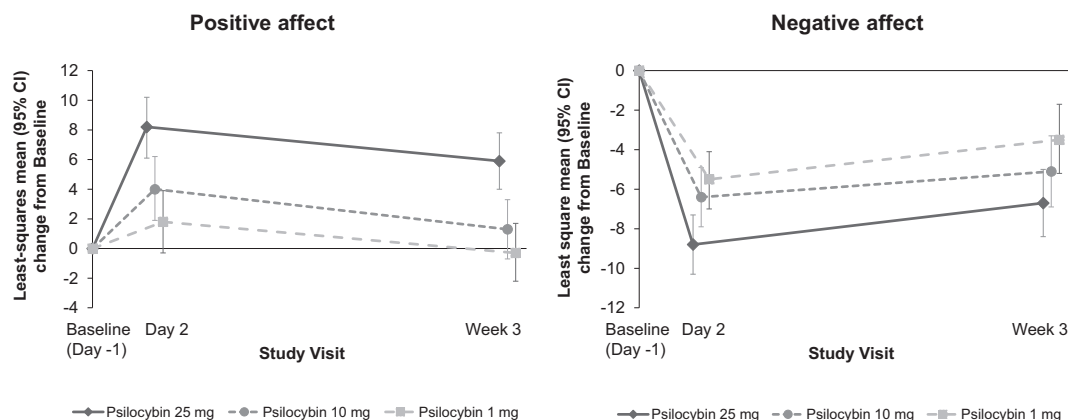 Positive affect
Least-squares mean (95% CI)
change from Baseline
12
10
8
6
4
2
0
-2
-4
Baseline
(Day -1)
Day 2
Week 3
Study Visit
Psilocybin 25 mg
Psilocybin 10 mg
Psilocybin 1 mg
Negative affect
Least square mean (95% CI)
change from Baseline
0
-2
-4
-6
-8
-10
-12
Baseline
(Day -1)
Day 2
Week 3
Study Visit
Psilocybin 25 mg
Psilocybin 10 mg
Psilocybin 1 mg